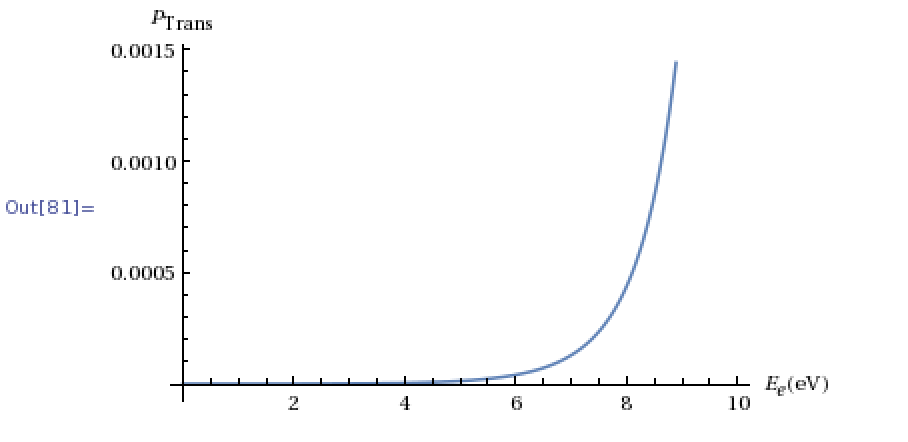 P_Trans
0.0015
0.0010
Out[81]=
0.0005
2 4 6 8 10 E_e(eV)